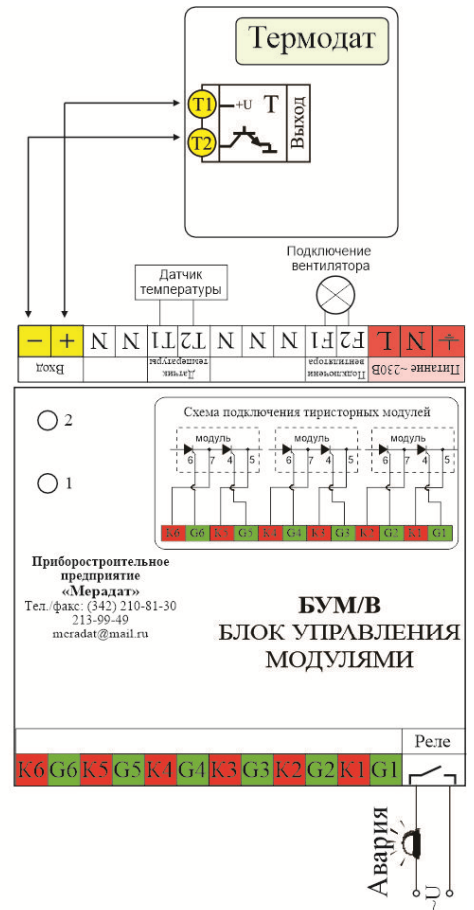 Термодат
T1
+U T
T2
Выход
Подключение
вентилятора
Датчик
температуры
− + N N T1 T2 N N N F1 F2 L N
Вход
Датчик
температуры
Подключени
вентилятора
Питание ~230В
2
1
Схема подключения тиристорных модулей
модуль модуль модуль
6 7 4 5 6 7 4 5 6 7 4 5
K6 G6 K5 G5 K4 G4 K3 G3 K2 G2 K1 G1
Приборостроительное
предприятие
«Мерадат»
Тел./факс: (342) 210-81-30
213-99-49
meradat@mail.ru
БУМ/В
БЛОК УПРАВЛЕНИЯ
МОДУЛЯМИ
Реле
K6 G6 K5 G5 K4 G4 K3 G3 K2 G2 K1 G1
Авария
~U